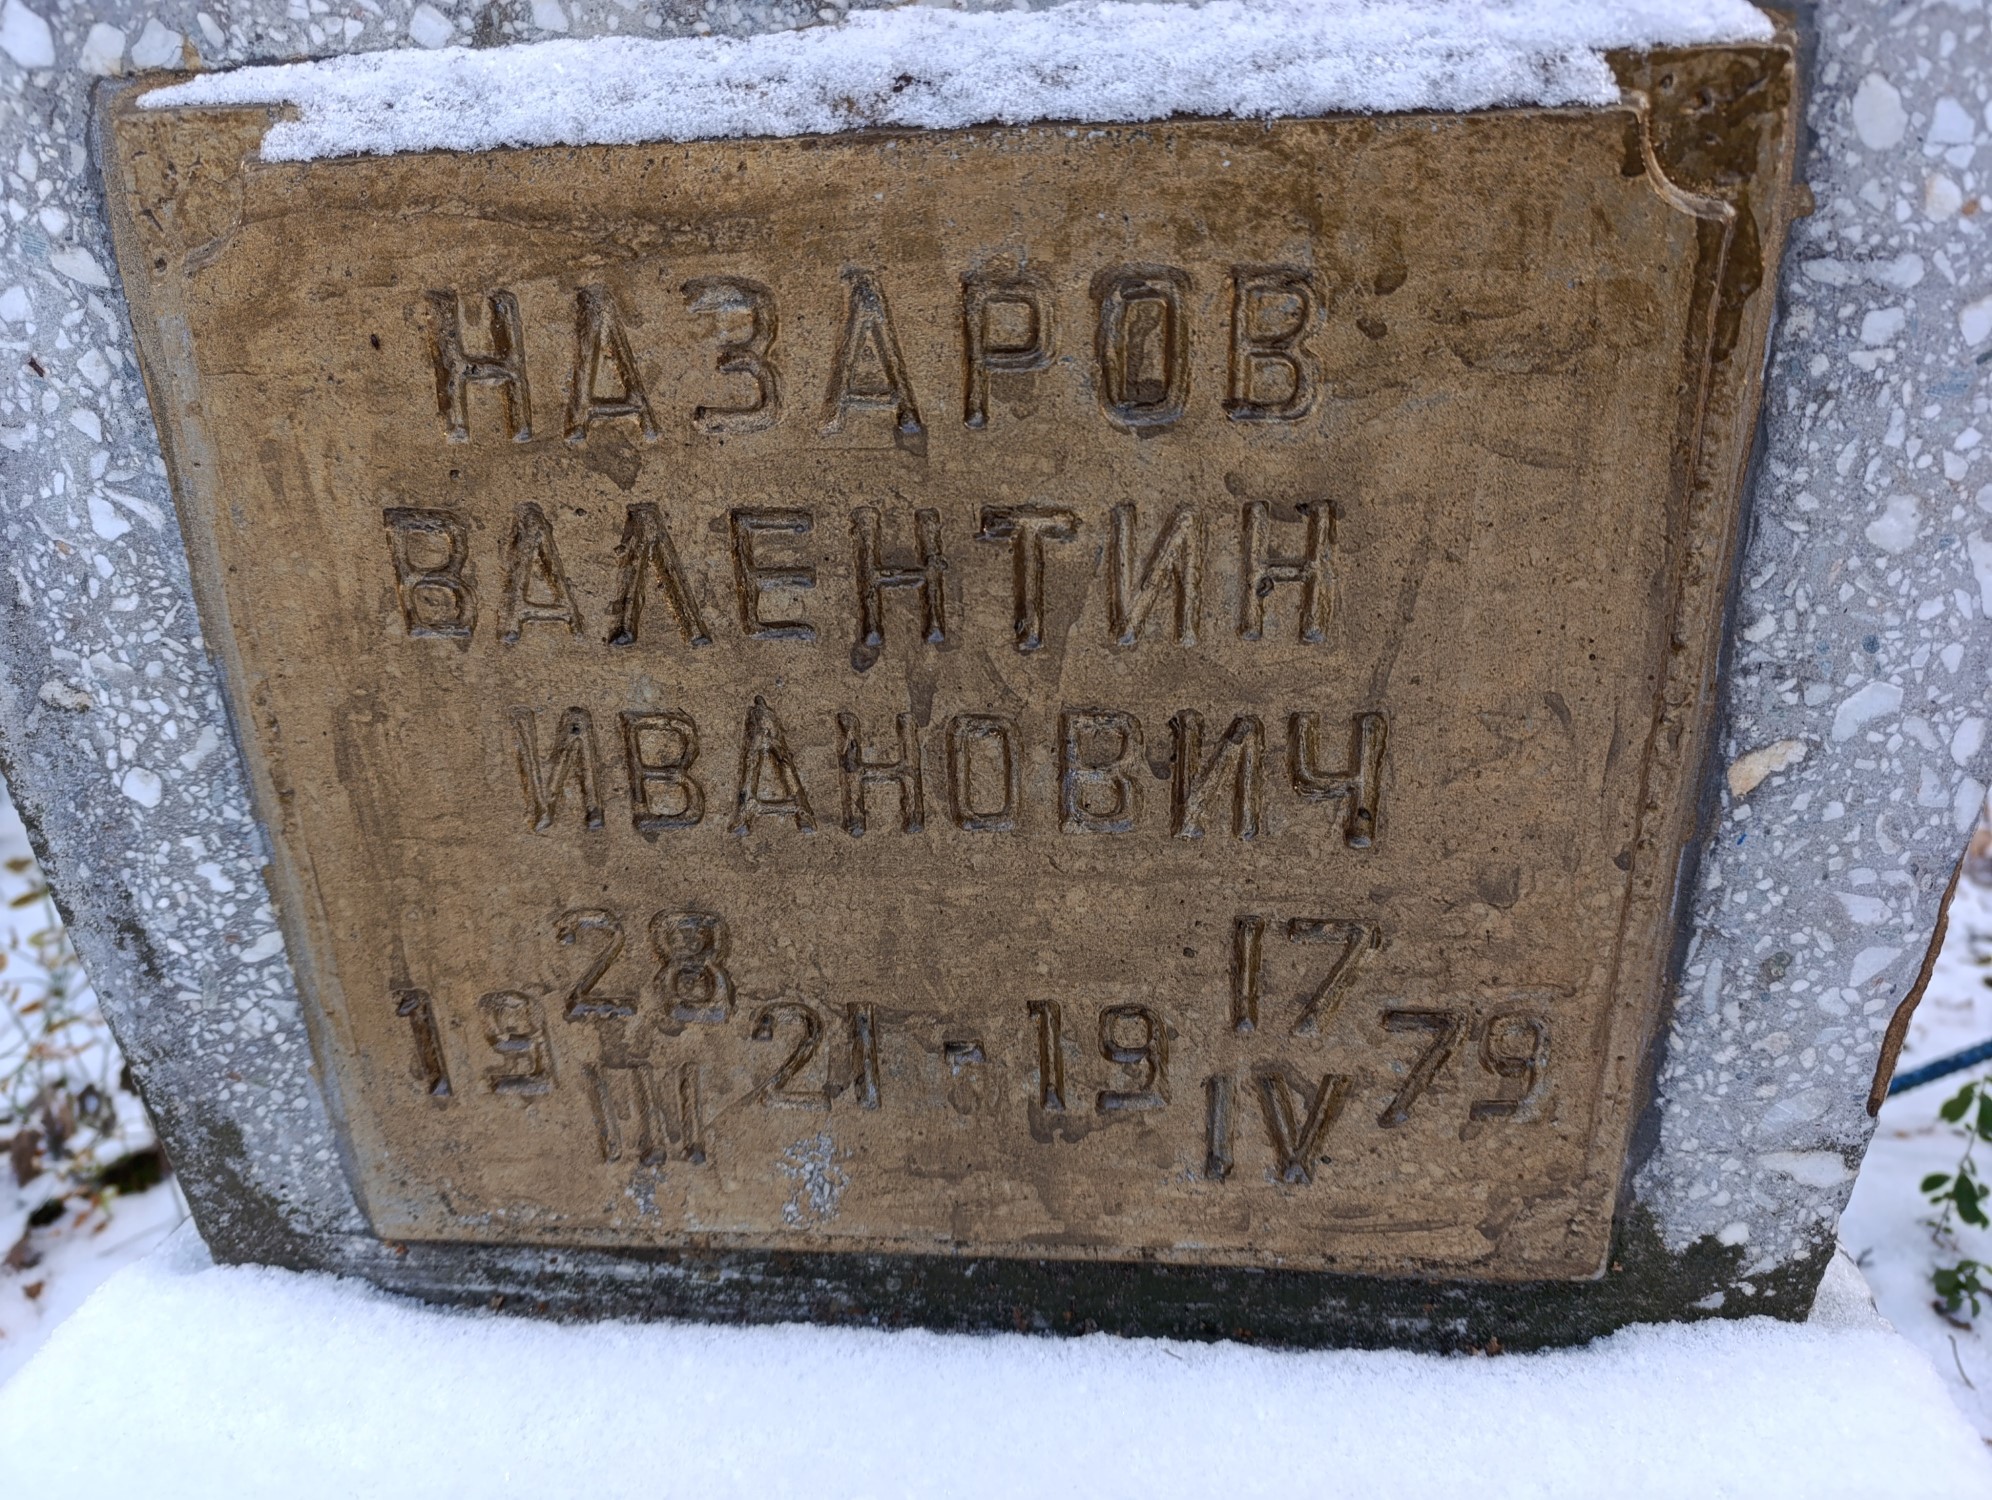 НАЗАРОВ
ВАЛЕНТИН
ИВАНОВИЧ
28 17
19 21 - 19 79
III IV